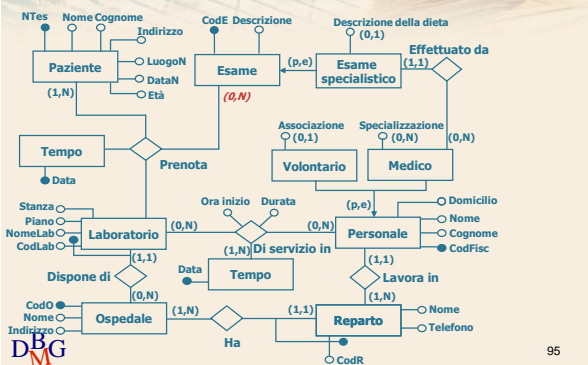 NTes
Nome Cognome
Indirizzo
LuogoN
DataN
Età
Paziente
(1,N)
CodE Descrizione
Esame
(0,N)
(p,e)
Descrizione della dieta
(0,1)
Esame
specialistico
(1,1)
Effettuato da
(0,N)
Tempo
Data
Prenota
Associazione
(0,1)
Volontario
Specializzazione
(0,N)
Medico
(p,e)
Stanza
Piano
NomeLab
CodLab
Laboratorio
(0,N)
(1,1)
Ora inizio
Durata
(0,N)
(1,N)
Di servizio in
Data
Tempo
Personale
Domicilio
Nome
Cognome
CodFisc
(1,1)
Lavora in
(1,N)
Dispone di
(0,N)
CodO
Nome
Indirizzo
Ospedale
(1,N)
Ha
(1,1)
Reparto
Nome
Telefono
CodR
DBMG
95